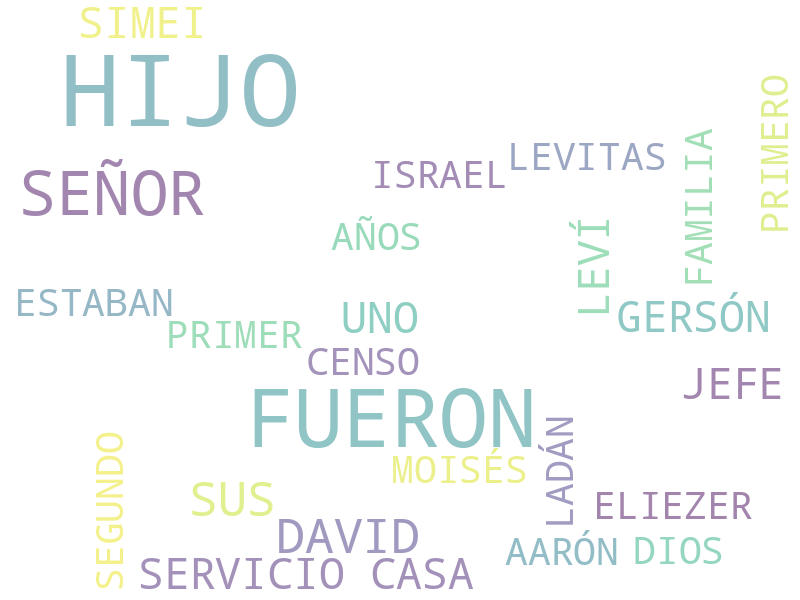 SIMEI
HIJO
PRIMERO
LEVITAS
FAMILIA
ISRAEL
SEÑOR
AÑOS
LEVÍ
ESTABAN
UNO
GERSÓN
PRIMER
CENSO
JEFE
FUERON
SEGUNDO
MOISÉS
LADÁN
SUS
ELIEZER
DAVID
AARÓN
DIOS
SERVICIO CASA